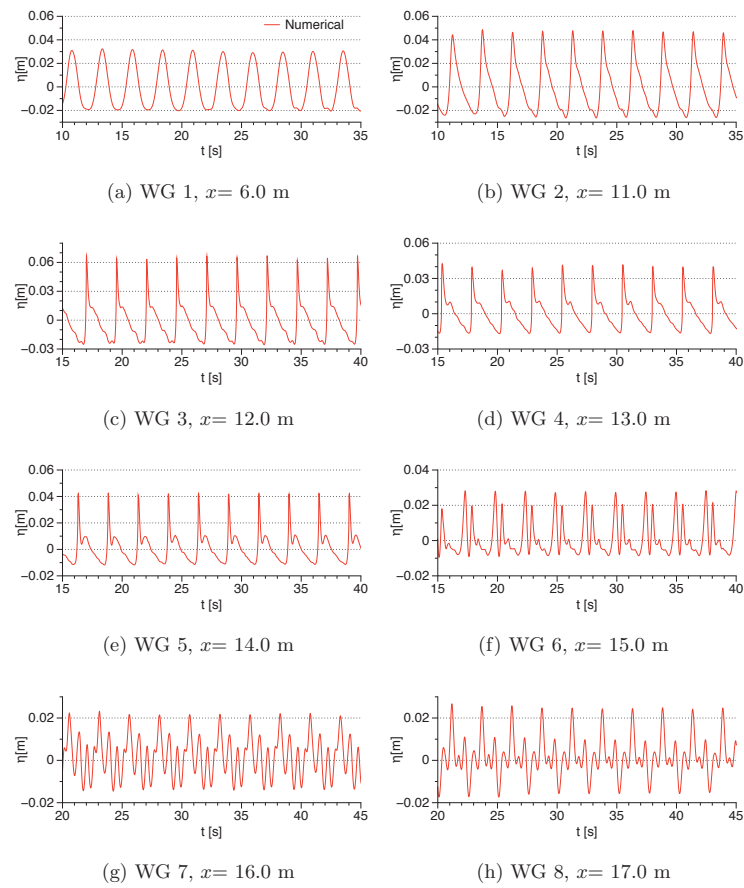 0.06
0.04
0.02
0
−0.02
η[m]
10 15 20 25 30 35
t [s]
Numerical
(a) WG 1, x= 6.0 m
0.06
0.04
0.02
0
−0.02
η[m]
10 15 20 25 30 35
t [s]
(b) WG 2, x= 11.0 m
0.06
0.03
0
−0.03
η[m]
15 20 25 30 35 40
t [s]
(c) WG 3, x= 12.0 m
0.06
0.03
0
−0.03
η[m]
15 20 25 30 35 40
t [s]
(d) WG 4, x= 13.0 m
0.06
0.04
0.02
0
−0.02
η[m]
15 20 25 30 35 40
t [s]
(e) WG 5, x= 14.0 m
0.04
0.02
0
−0.02
η[m]
15 20 25 30 35 40
t [s]
(f) WG 6, x= 15.0 m
0.02
0
−0.02
η[m]
20 25 30 35 40 45
t [s]
(g) WG 7, x= 16.0 m
0.02
0
−0.02
η[m]
20 25 30 35 40 45
t [s]
(h) WG 8, x= 17.0 m